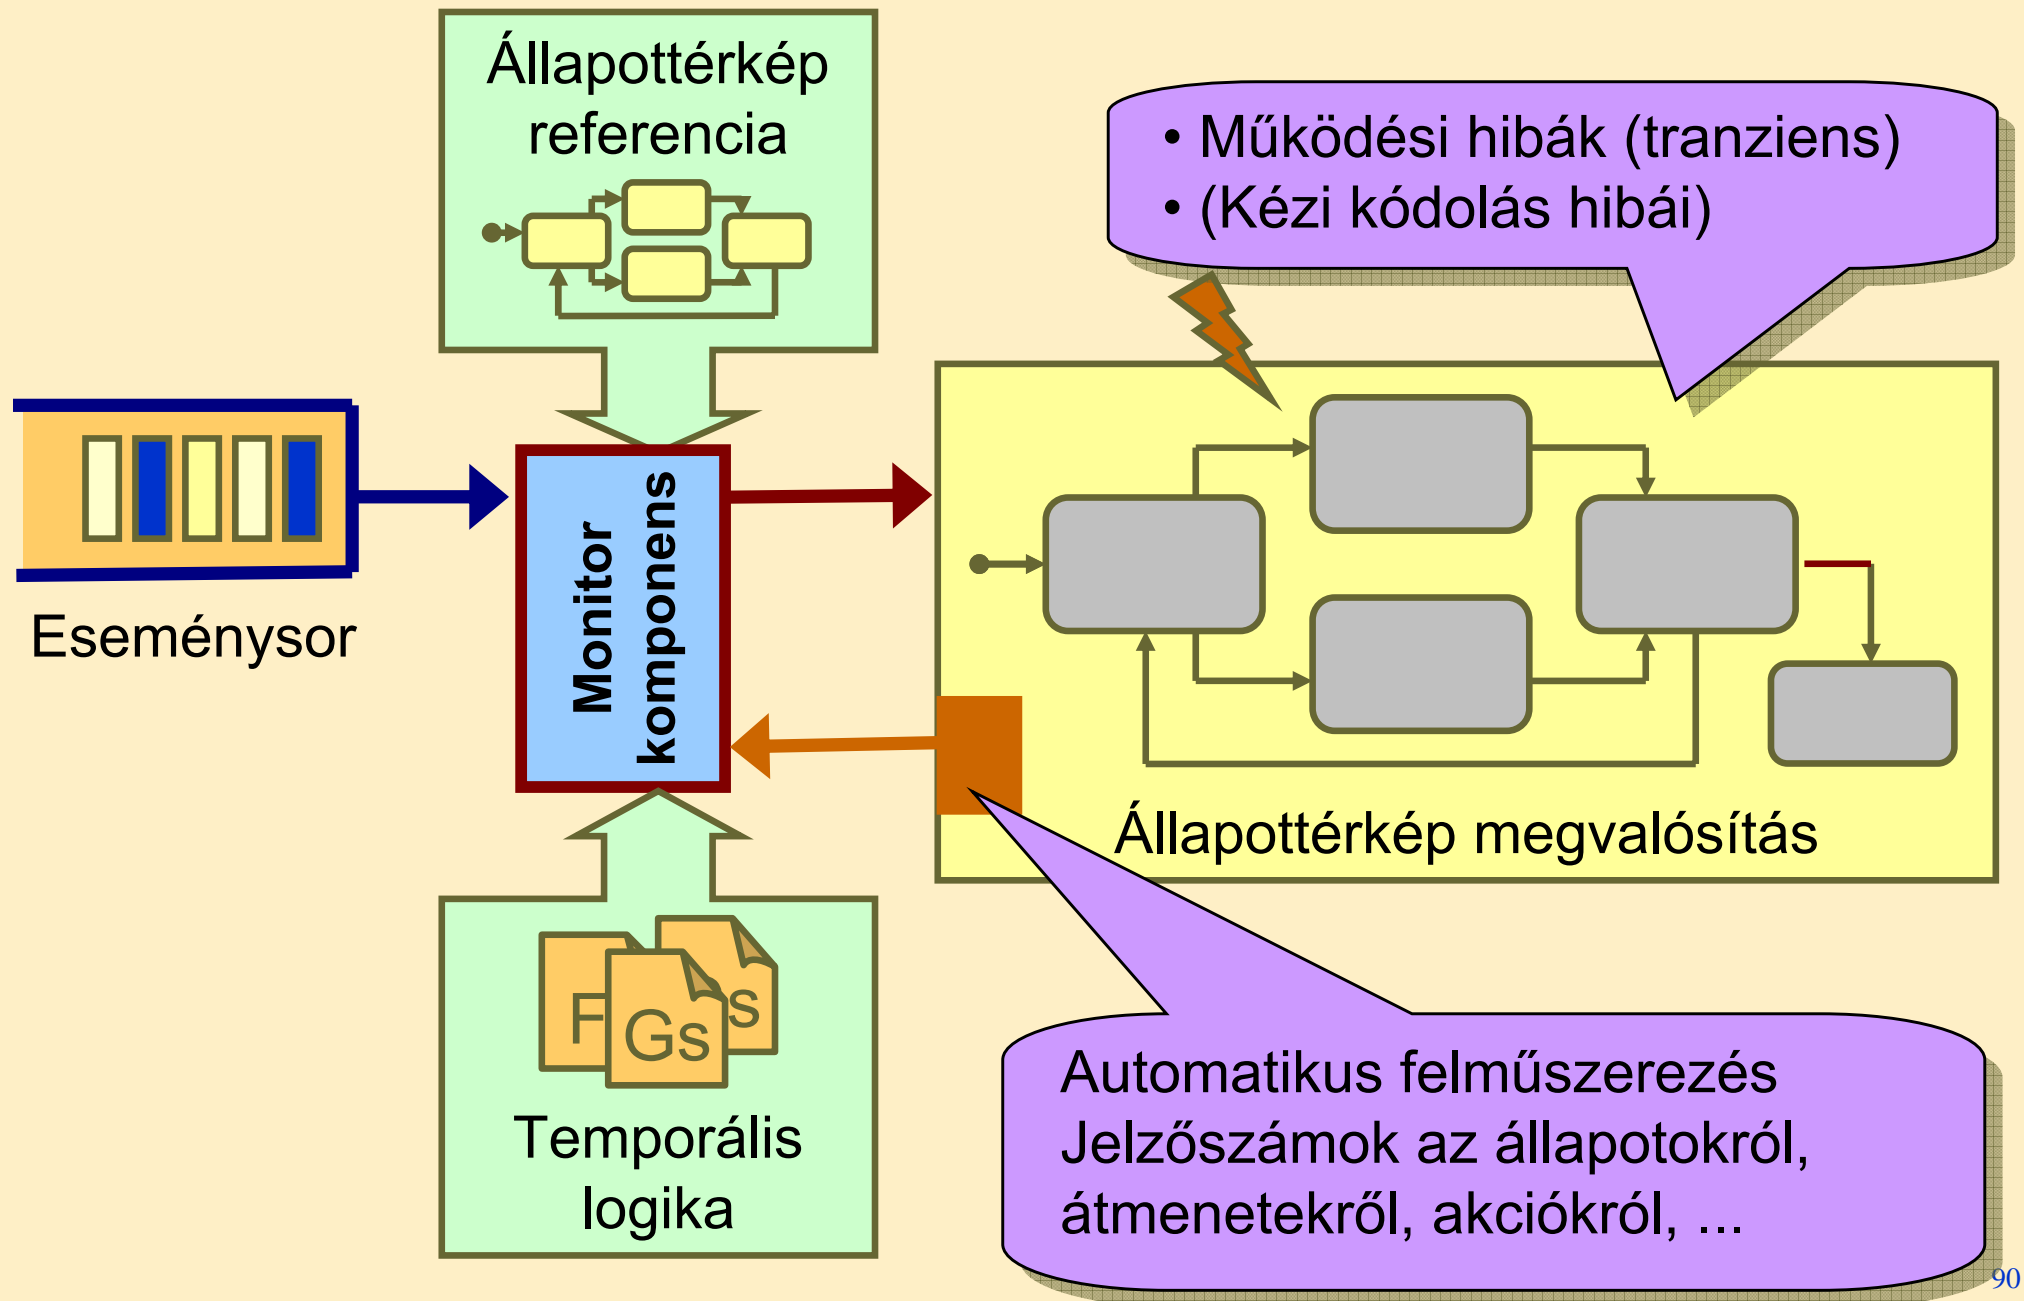 Állapottérkép
referencia
• Működési hibák (tranziens)
• (Kézi kódolás hibái)
Eseménysor
Monitor
komponens
Állapottérkép megvalósítás
F
Gs
s
Temporális
logika
Automatikus felműszerezés
Jelzőszámok az állapotokról,
átmenetekről, akciókról, ...
90